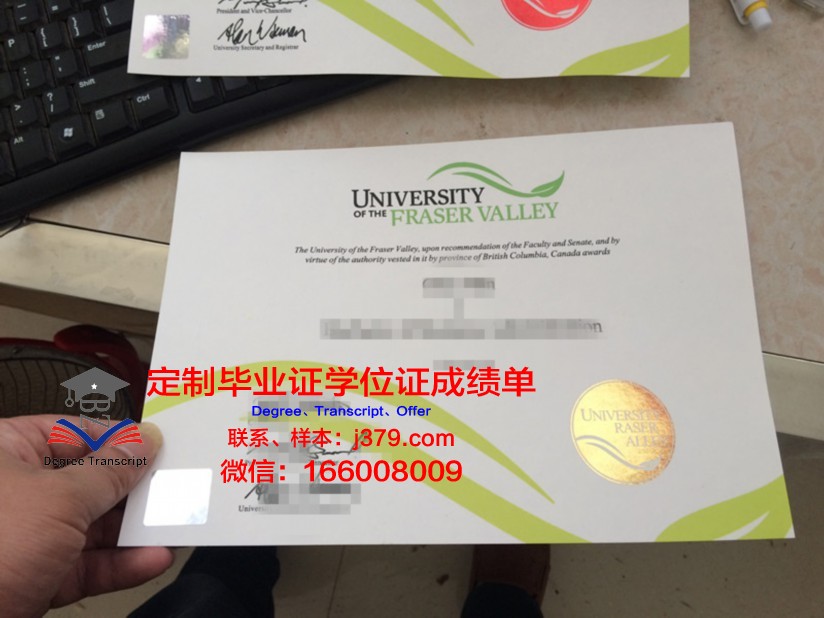 President and Vice-Chancellor
University Secretary and Registrar
Enter
Shift
Ctrl
Alt
UNIVERSITY
OF THE FRASER VALLEY
The University of the Fraser Valley, upon recommendation of the Faculty and Senate, and by
virtue of the authority vested in it by province of British Columbia, Canada awards
定制毕业证学位证成绩单
Degree、Transcript、Offer
联系、样本：j379.com
微信：166008009
Degree Transcript
UNIVERSITY
RASER
ALLE